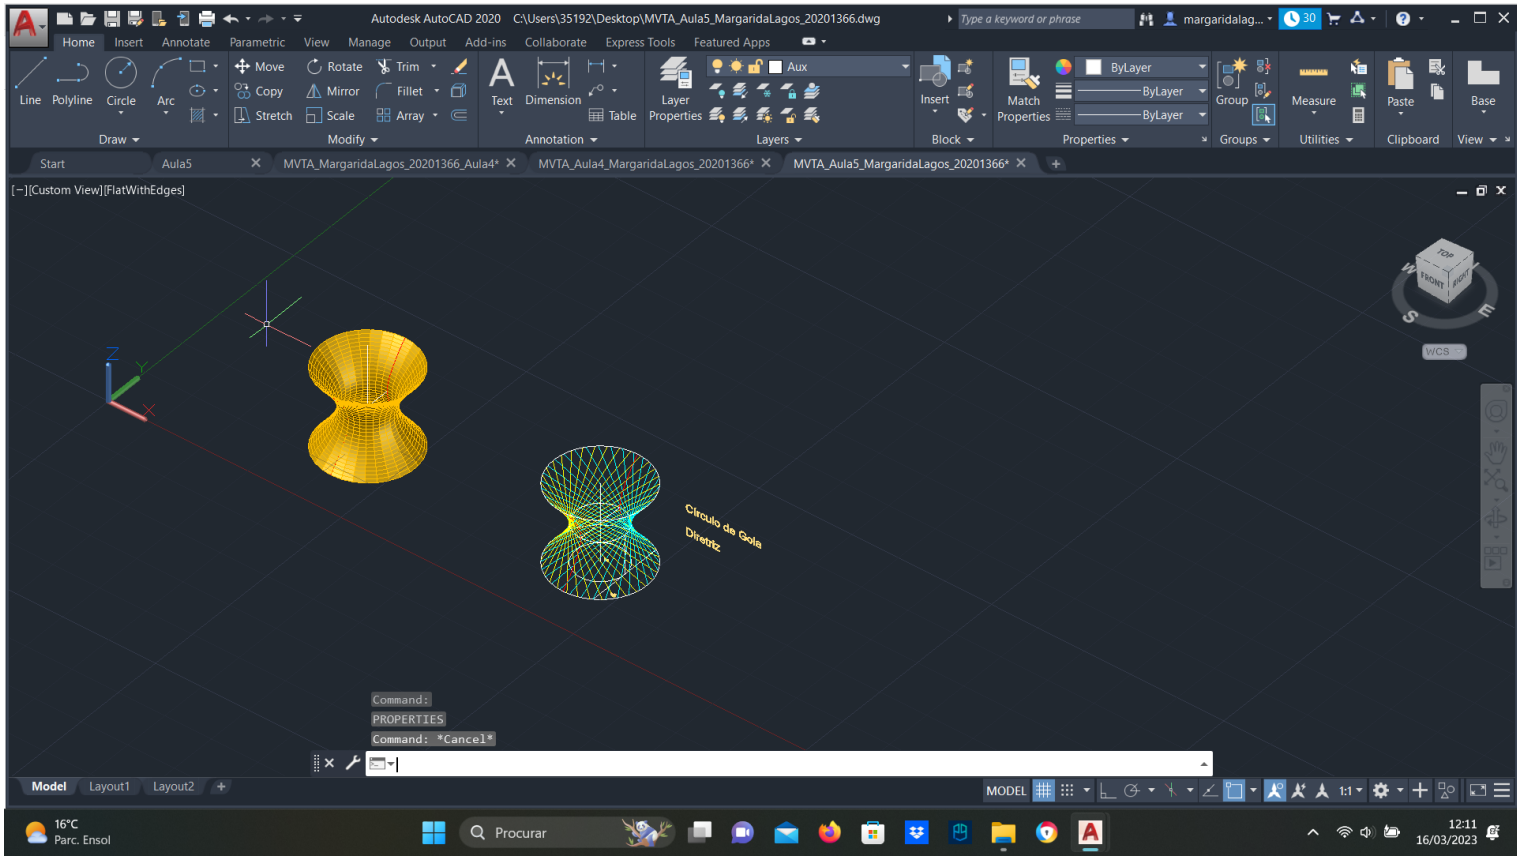 Autodesk AutoCAD 2020 C:\Users\35192\Desktop\MVTA_Aula5_MargaridaLagos_20201366.dwg
Type a keyword or phrase
margaridalag...
30
Home Insert Annotate Parametric View Manage Output Add-ins Collaborate Express Tools Featured Apps
Line Polyline Circle Arc
Move Rotate Trim
Copy Mirror Fillet
Stretch Scale Array
Text Dimension Table
Layer Properties
Aux
Insert
Match Properties
ByLayer
ByLayer
ByLayer
Group
Measure
Paste
Base
Draw Modify Annotation Layers Block Properties Groups Utilities Clipboard View
Start Aula5 MVTA_MargaridaLagos_20201366_Aula4* MVTA_Aula4_MargaridaLagos_20201366* MVTA_Aula5_MargaridaLagos_20201366*
[−][Custom View][FlatWithEdges]
TOP
FRONT RIGHT
W S E
WCS
Z
Y
X
Círculo de Gola
Diretriz
Command:
PROPERTIES
Command: *Cancel*
Model Layout1 Layout2
MODEL 1:1
16°C
Parc. Ensol
Procurar
12:11
16/03/2023